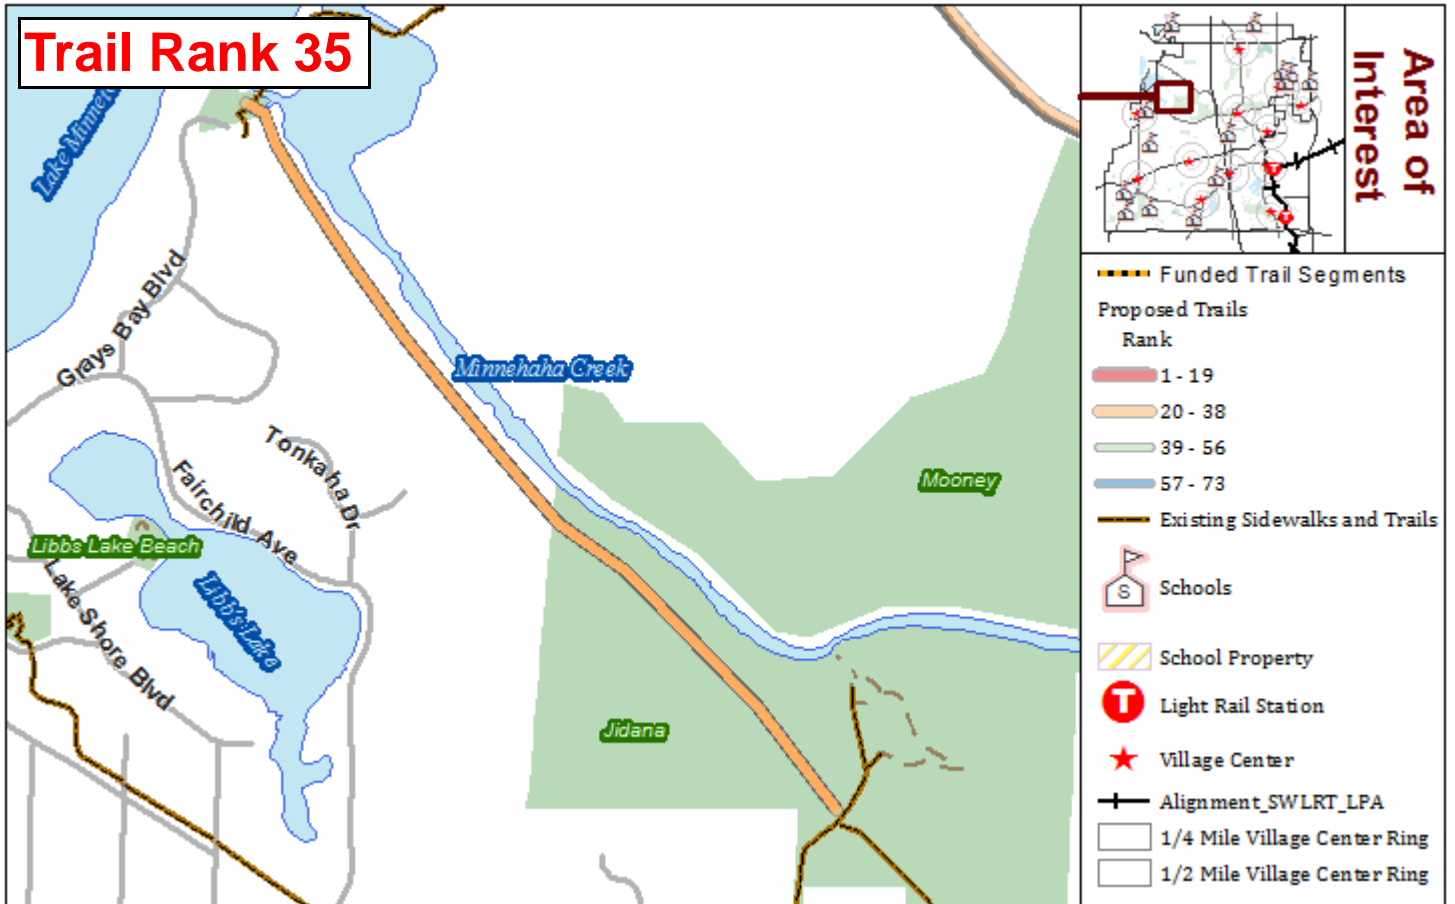 Trail Rank 35
Grays Bay Blvd
Minnehaha Creek
Tonkaha Dr
Mooney
Fairchild Ave
Libbs Lake Beach
Libb's Lake
Lake Shore Blvd
Jidana
Area of
Interest
Funded Trail Segments
Proposed Trails
Rank
1 - 19
20 - 38
39 - 56
57 - 73
Existing Sidewalks and Trails
S
Schools
School Property
T
Light Rail Station
Village Center
Alignment_SWLRT_LPA
1/4 Mile Village Center Ring
1/2 Mile Village Center Ring